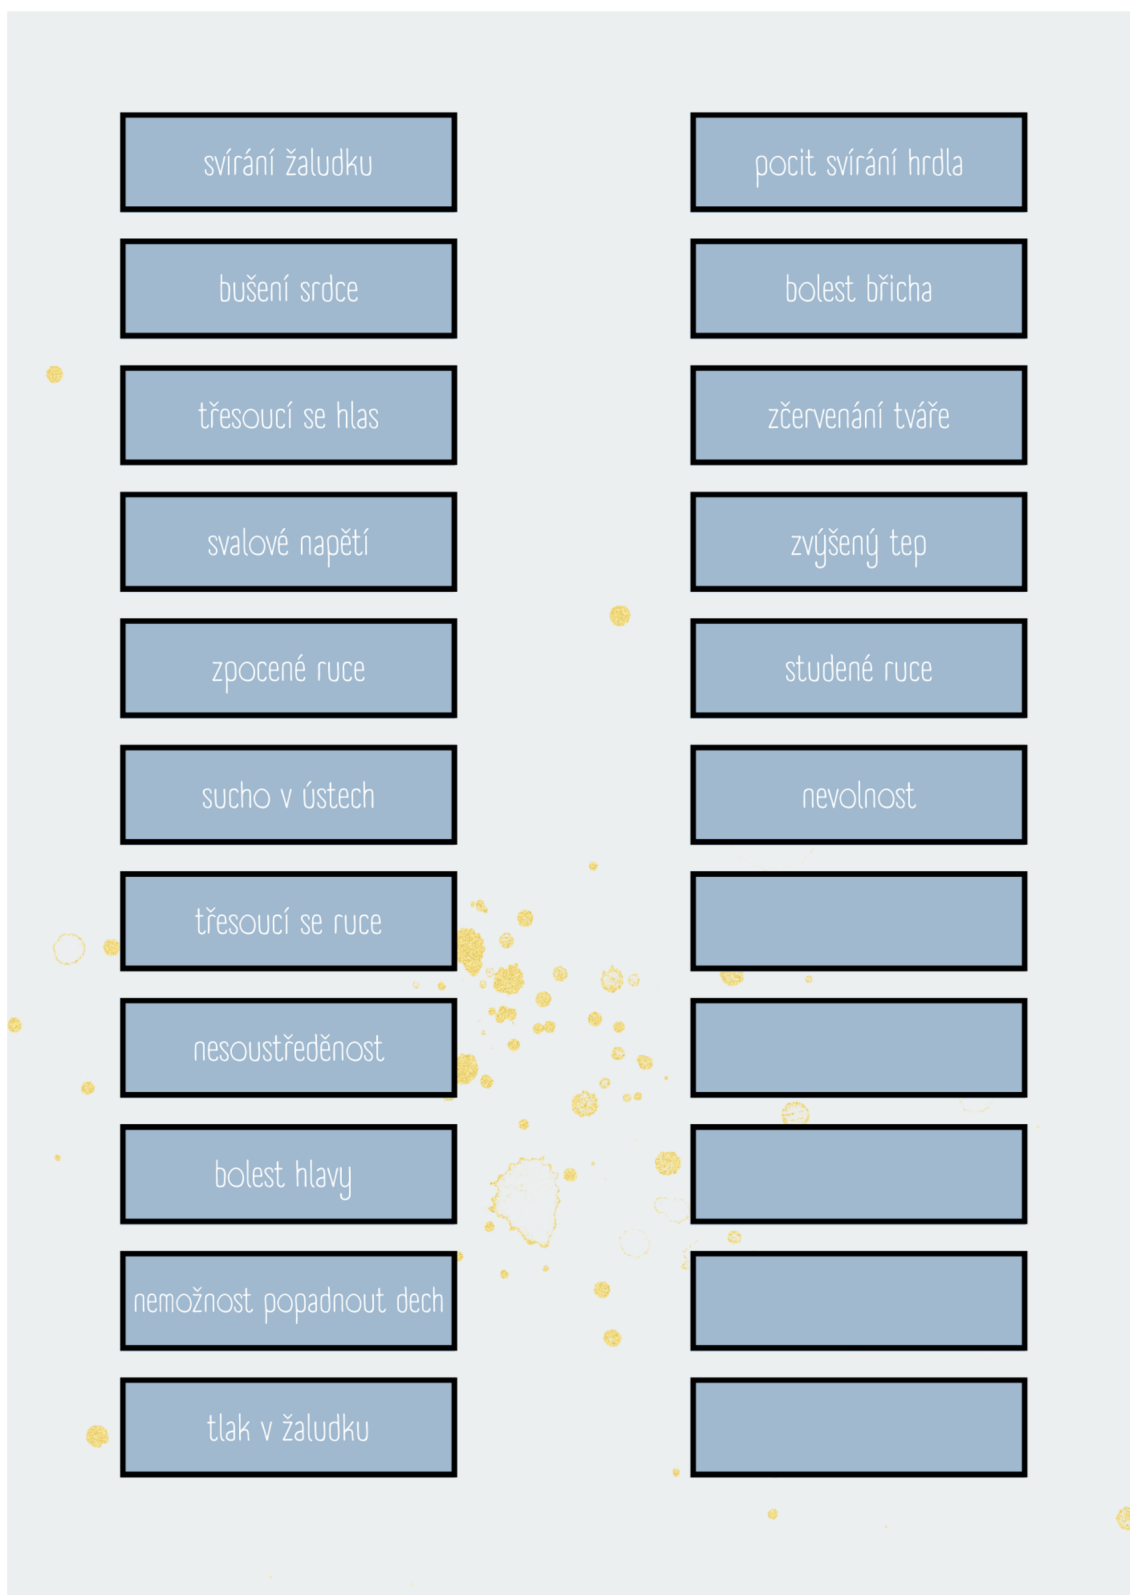 svírání žaludku
bušení srdce
třesoucí se hlas
svalové napětí
zpocené ruce
sucho v ústech
třesoucí se ruce
nesoustředěnost
bolest hlavy
nemožnost popadnout dech
tlak v žaludku
pocit svírání hrdla
bolest břicha
zčervenání tváře
zvýšený tep
studené ruce
nevolnost